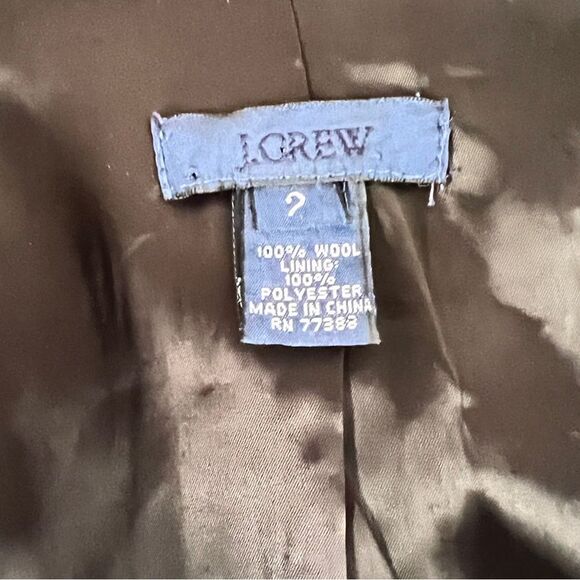 J.CREW
2
100% WOOL
LINING:
100%
POLYESTER
MADE IN CHINA
RN 77388